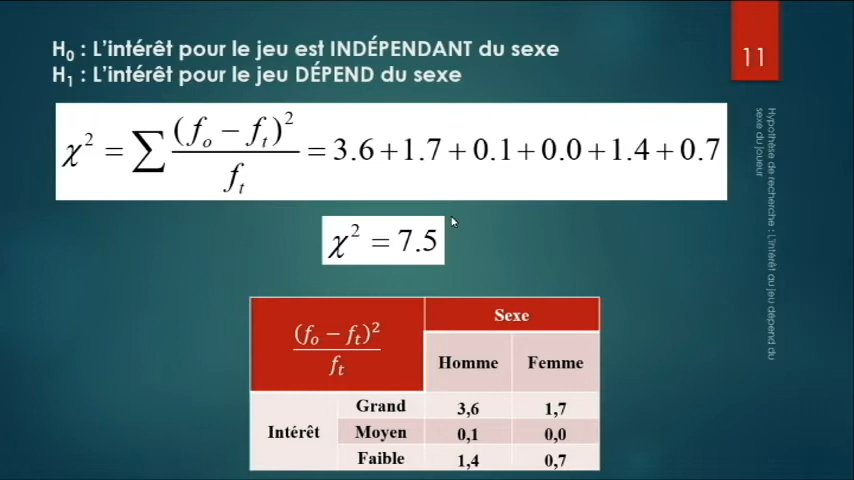 H₀ : L'intérêt pour le jeu est INDÉPENDANT du sexe
H₁ : L'intérêt pour le jeu DÉPEND du sexe
11
χ² = ∑ (fₒ − fₜ)² / fₜ = 3.6 + 1.7 + 0.1 + 0.0 + 1.4 + 0.7
χ² = 7.5
Hypothèse de recherche : L'intérêt au jeu dépend du
sexe du joueur
(fₒ − fₜ)² / fₜ
Sexe
Homme Femme
Intérêt
Grand 3,6 1,7
Moyen 0,1 0,0
Faible 1,4 0,7